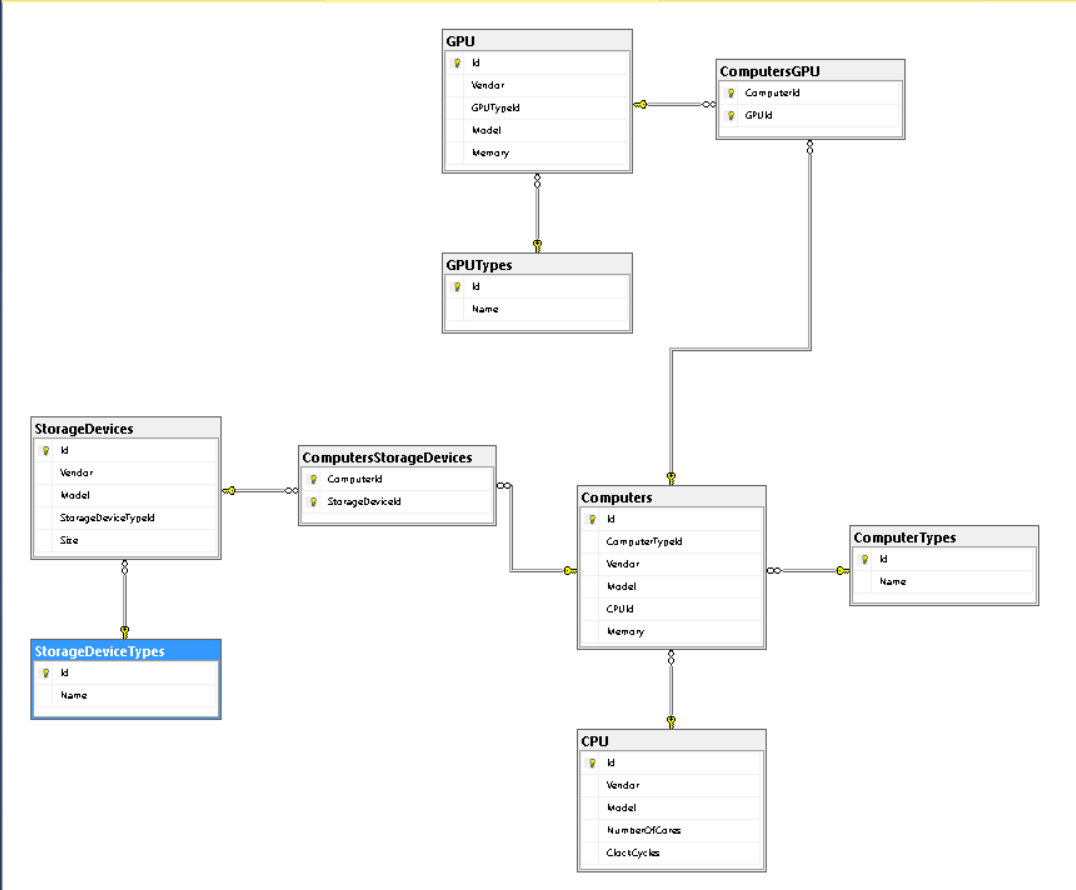 GPU
Id
Vendor
GPUTypeId
Model
Memory
ComputersGPU
ComputerId
GPUId
GPUTypes
Id
Name
StorageDevices
Id
Vendor
Model
StorageDeviceTypeId
Size
ComputersStorageDevices
ComputerId
StorageDeviceId
Computers
Id
ComputerTypeId
Vendor
Model
CPUId
Memory
ComputerTypes
Id
Name
StorageDeviceTypes
Id
Name
CPU
Id
Vendor
Model
NumberOfCores
ClactCycles